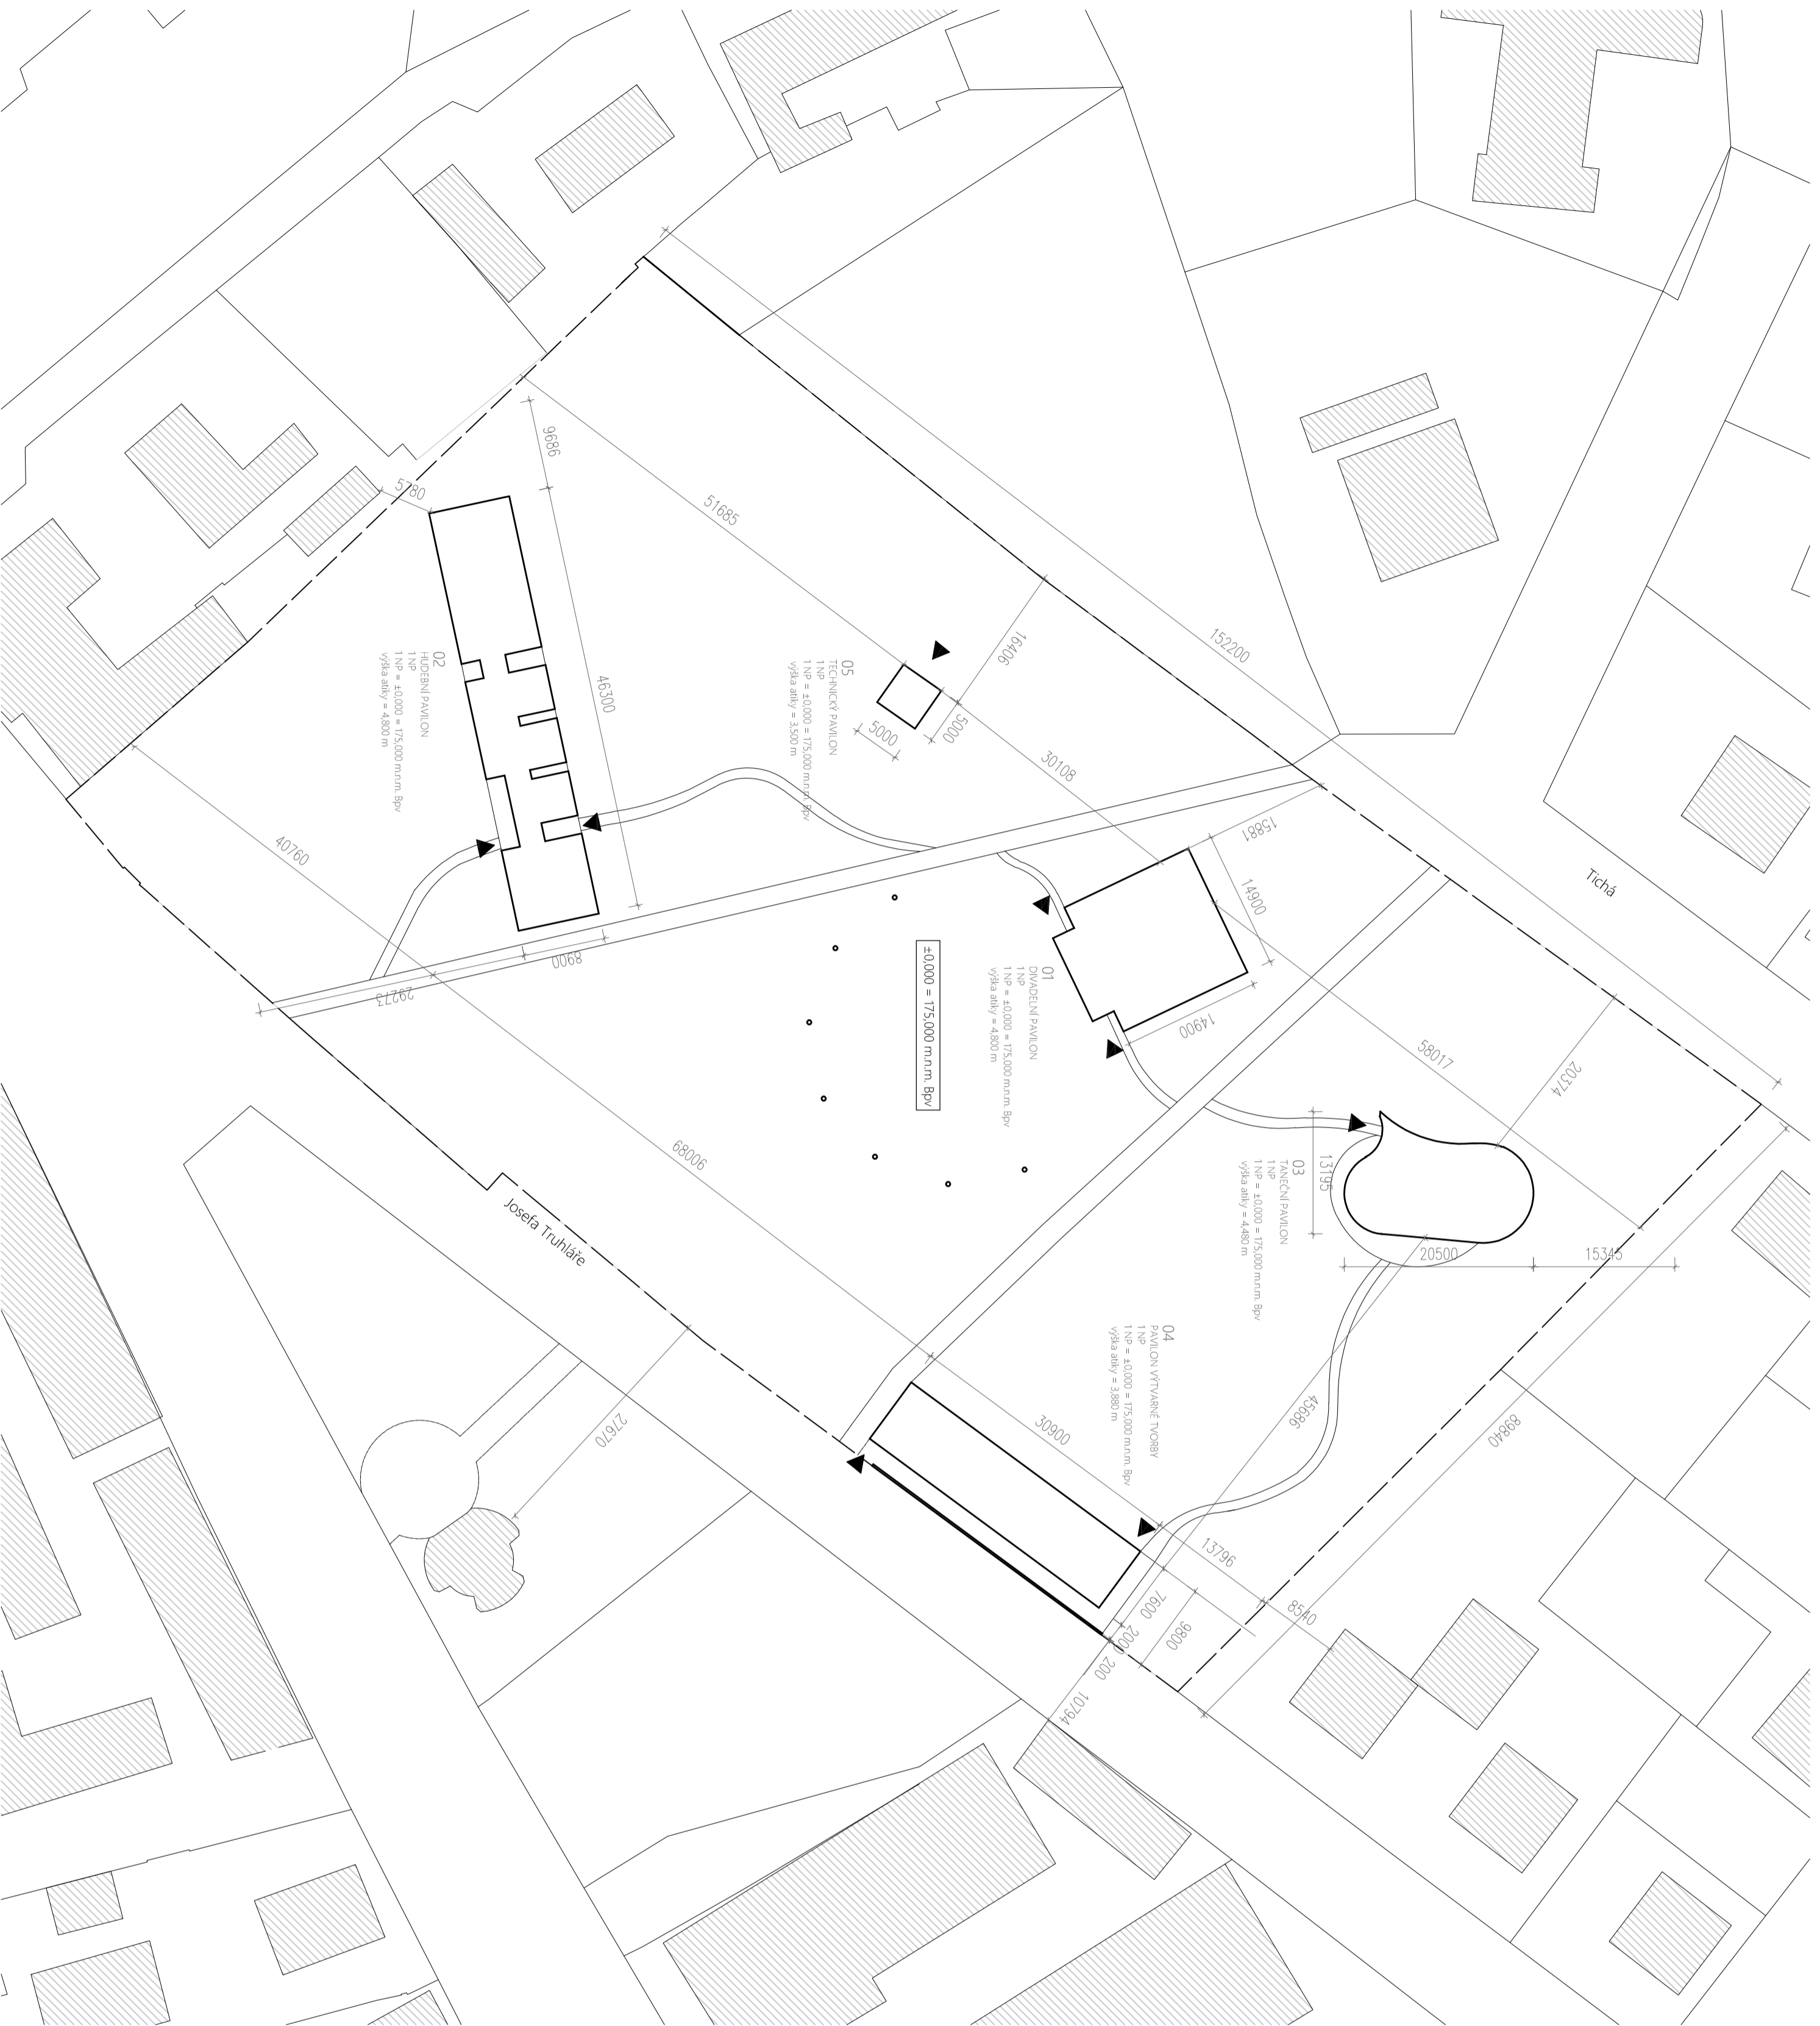 152200
9686
5780
51685
16406
46300
02
HUDEBNÍ PAVILON
1 NP
1 NP = ±0,000 = 175,000 m.n.m. Bpv
výška atiky = 4,800 m
05
TECHNICKÝ PAVILON
1 NP
1 NP = ±0,000 = 175,000 m.n.m. Bpv
výška atiky = 3,500 m
5000
5000
30108
15881
14900
14900
Tichá
40760
8900
29273
±0,000 = 175,000 m.n.m. Bpv
01
DIVADELNÍ PAVILON
1 NP
1 NP = ±0,000 = 175,000 m.n.m. Bpv
výška atiky = 4,800 m
58017
20374
13195
03
TANEČNÍ PAVILON
1 NP
1 NP = ±0,000 = 175,000 m.n.m. Bpv
výška atiky = 4,480 m
20500
15345
68006
Josefa Truhláře
04
PAVILON VÝTVARNÉ TVORBY
1 NP
1 NP = ±0,000 = 175,000 m.n.m. Bpv
výška atiky = 3,880 m
45686
89840
27670
30900
13796
8540
7600
9800
2000
200
10794